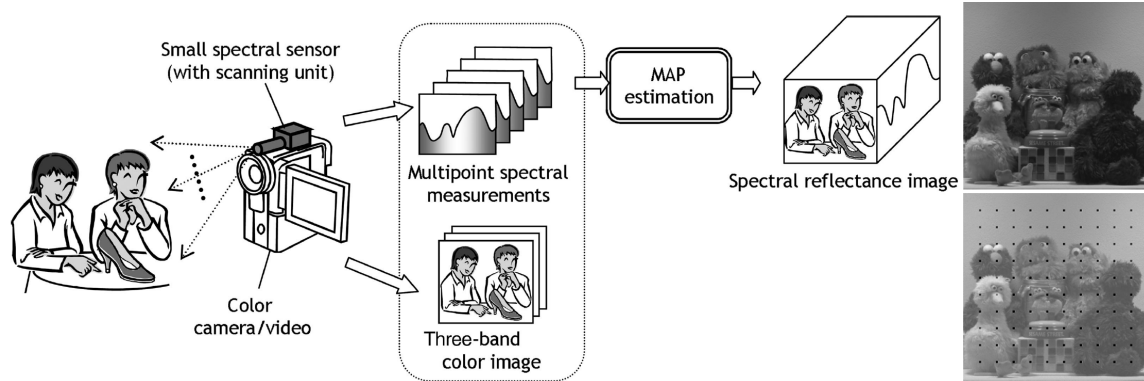 Small spectral sensor
(with scanning unit)
Color
camera/video
Multipoint spectral
measurements
Three-band
color image
MAP
estimation
Spectral reflectance image